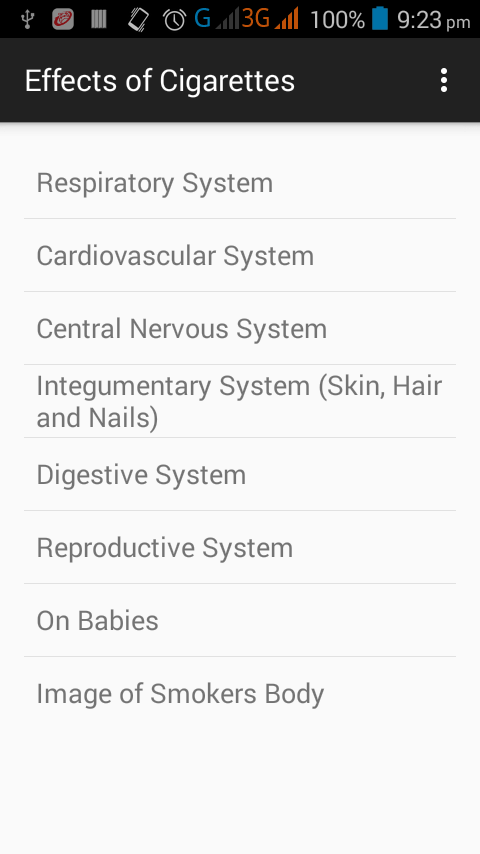 G 3G 100% 9:23 pm
Effects of Cigarettes
Respiratory System
Cardiovascular System
Central Nervous System
Integumentary System (Skin, Hair
and Nails)
Digestive System
Reproductive System
On Babies
Image of Smokers Body